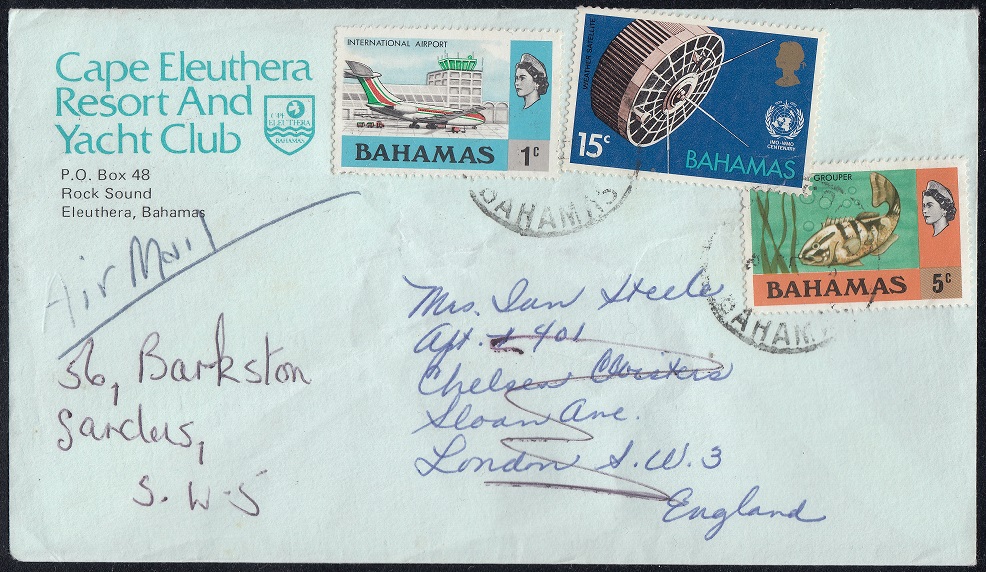 Cape Eleuthera
Resort And
Yacht Club
CPE
ELEUTHERA
BAHAMAS
P.O. Box 48
Rock Sound
Eleuthera, Bahamas
INTERNATIONAL AIRPORT
BAHAMAS 1c
WEATHER SATELLITE
15c
BAHAMAS
IMO-WMO
CENTENARY
GROUPER
BAHAMAS 5c
BAHAMAS
BAHAM
Air Mail
Mrs. Ian Steele
Apt. 401
Chelsea Cloisters
Sloan Ave.
London S.W.3
England
56, Barkston
Gardens,
S.W.5